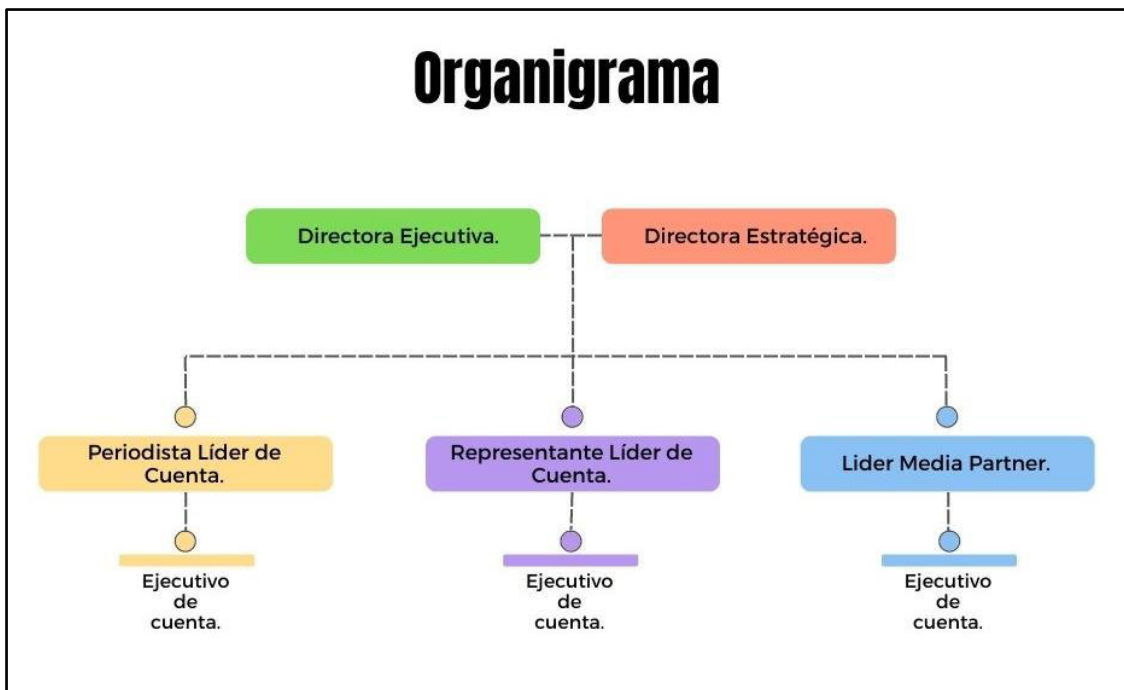 Organigrama
Directora Ejecutiva.
Directora Estratégica.
Periodista Líder de
Cuenta.
Representante Líder de
Cuenta.
Lider Media Partner.
Ejecutivo
de
cuenta.
Ejecutivo
de
cuenta.
Ejecutivo
de
cuenta.